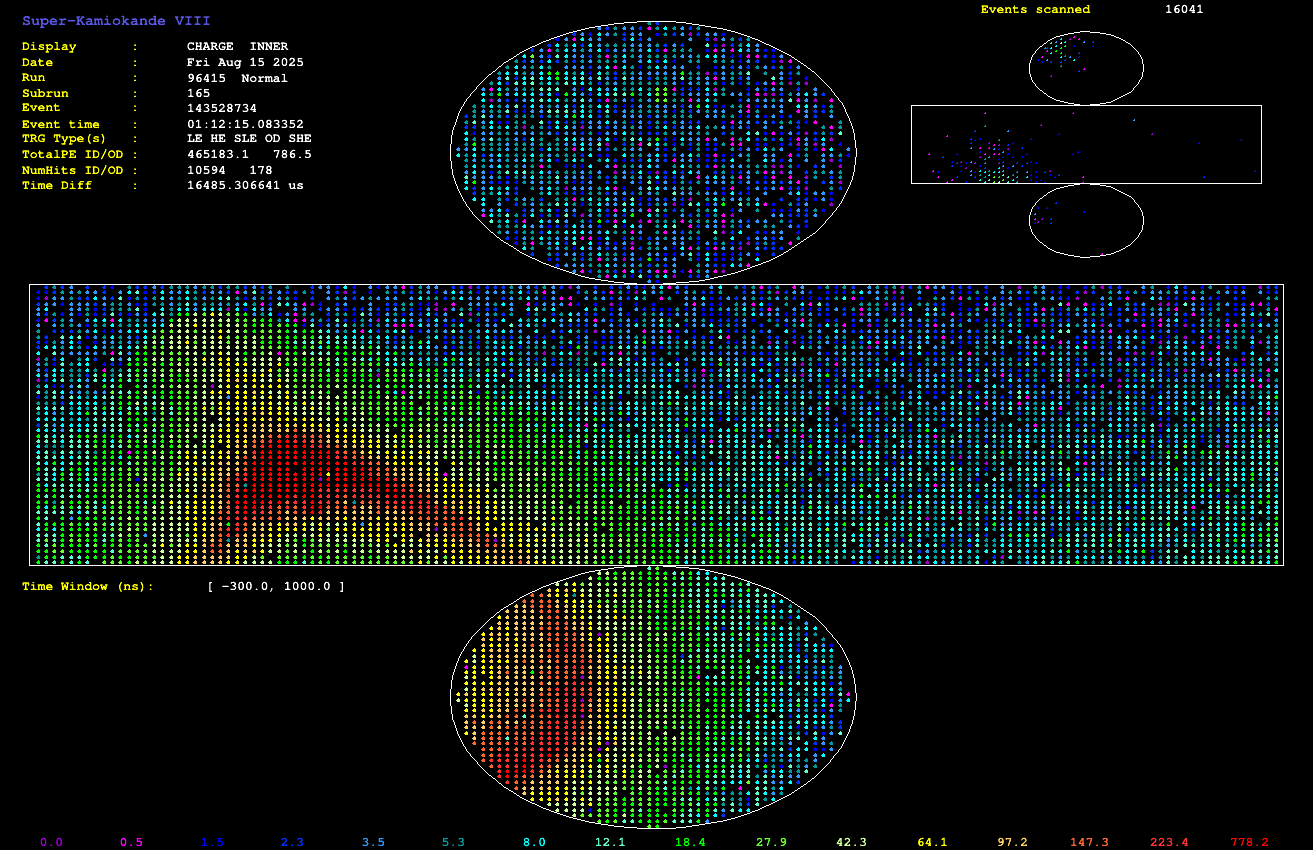 Super-Kamiokande VIII
Events scanned 16041
Display : CHARGE INNER
Date : Fri Aug 15 2025
Run : 96415 Normal
Subrun : 165
Event : 143528734
Event time : 01:12:15.083352
TRG Type(s) : LE HE SLE OD SHE
TotalPE ID/OD : 465183.1 786.5
NumHits ID/OD : 10594 178
Time Diff : 16485.306641 us
Time Window (ns): [ -300.0, 1000.0 ]
0.0 0.5 1.5 2.3 3.5 5.3 8.0 12.1 18.4 27.9 42.3 64.1 97.2 147.3 223.4 778.2